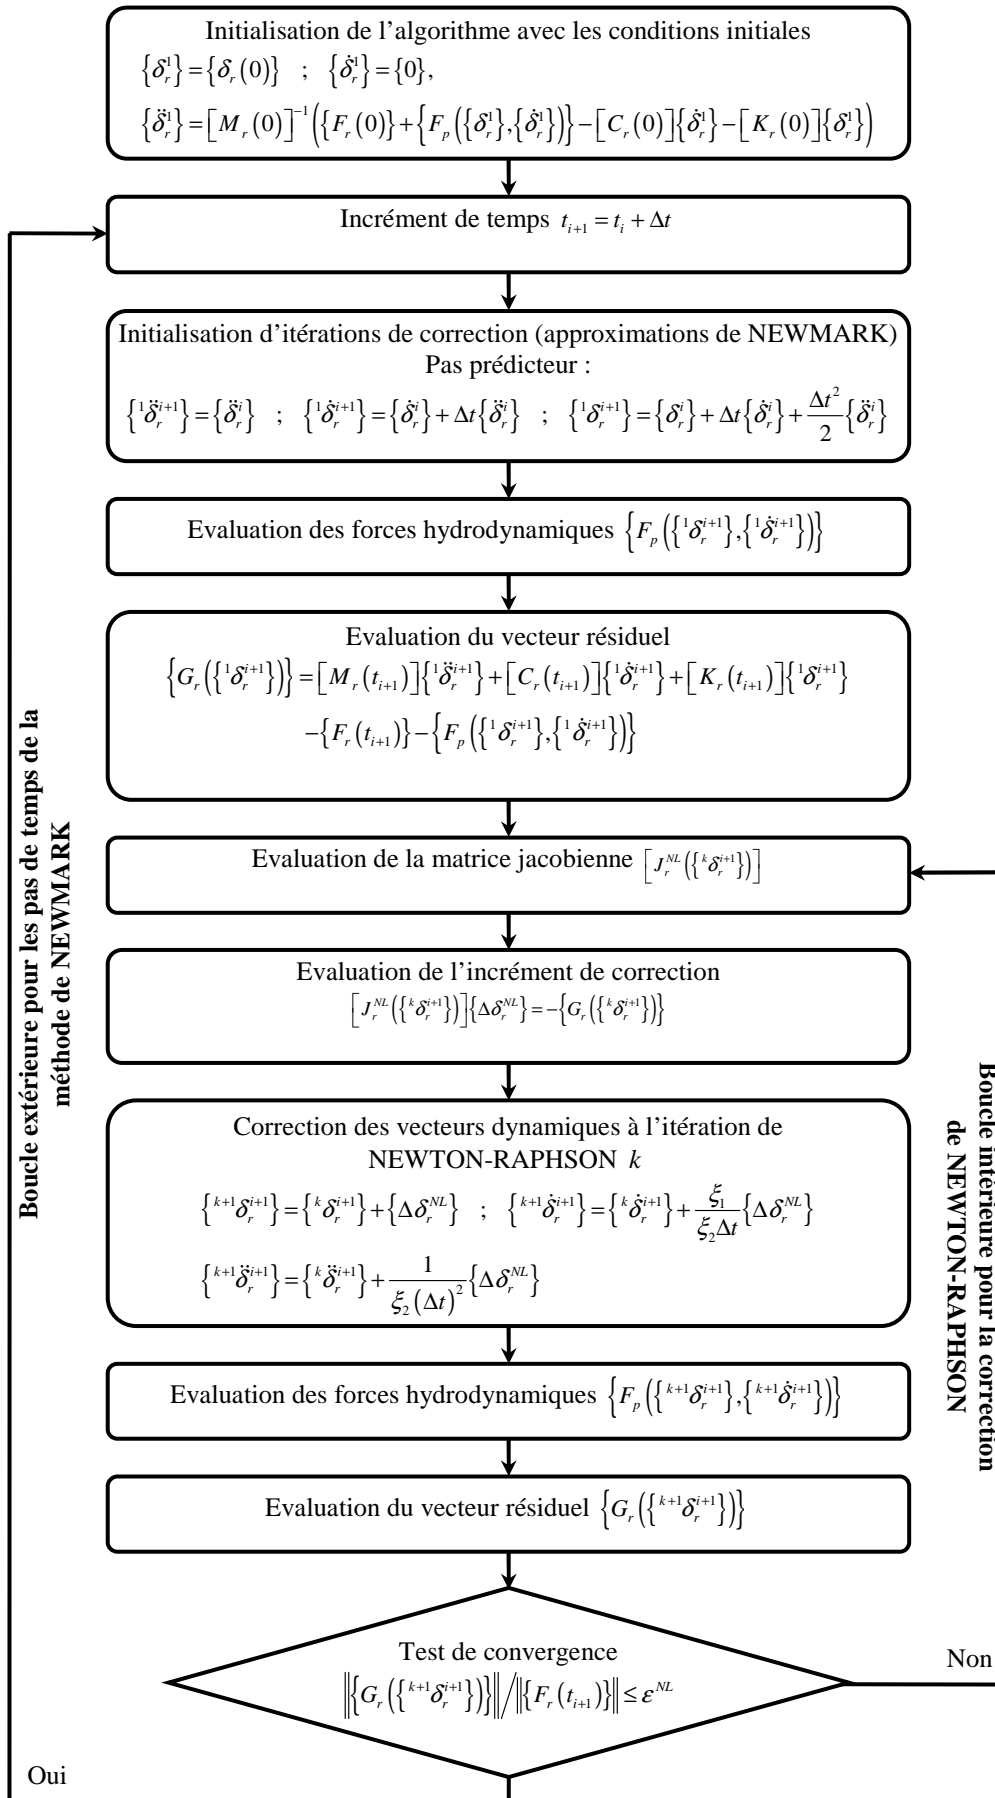 Initialisation de l’algorithme avec les conditions initiales
{δ_r^1} = {δ_r(0)} ; {δ̇_r^1} = {0},
{δ̈_r^1} = [M_r(0)]^{-1}({F_r(0)} + {F_p({δ_r^1},{δ̇_r^1})} − [C_r(0)]{δ̇_r^1} − [K_r(0)]{δ_r^1})
Incrément de temps t_{i+1} = t_i + Δt
Initialisation d’itérations de correction (approximations de NEWMARK)
Pas prédicteur :
{^1δ̈_r^{i+1}} = {δ̈_r^i} ; {^1δ̇_r^{i+1}} = {δ̇_r^i} + Δt{δ̈_r^i} ; {^1δ_r^{i+1}} = {δ_r^i} + Δt{δ̇_r^i} + Δt^2/2 {δ̈_r^i}
Evaluation des forces hydrodynamiques {F_p({^1δ_r^{i+1}},{^1δ̇_r^{i+1}})}
Evaluation du vecteur résiduel
{G_r({^1δ_r^{i+1}})} = [M_r(t_{i+1})]{^1δ̈_r^{i+1}} + [C_r(t_{i+1})]{^1δ̇_r^{i+1}} + [K_r(t_{i+1})]{^1δ_r^{i+1}}
−{F_r(t_{i+1})} − {F_p({^1δ_r^{i+1}},{^1δ̇_r^{i+1}})}
Evaluation de la matrice jacobienne [J_r^{NL}({^kδ_r^{i+1}})]
Evaluation de l’incrément de correction
[J_r^{NL}({^kδ_r^{i+1}})]{Δδ_r^{NL}} = −{G_r({^kδ_r^{i+1}})}
Correction des vecteurs dynamiques à l’itération de
NEWTON-RAPHSON k
{^{k+1}δ_r^{i+1}} = {^kδ_r^{i+1}} + {Δδ_r^{NL}} ; {^{k+1}δ̇_r^{i+1}} = {^kδ̇_r^{i+1}} + ξ_1/(ξ_2Δt) {Δδ_r^{NL}}
{^{k+1}δ̈_r^{i+1}} = {^kδ̈_r^{i+1}} + 1/(ξ_2(Δt)^2) {Δδ_r^{NL}}
Evaluation des forces hydrodynamiques {F_p({^{k+1}δ_r^{i+1}},{^{k+1}δ̇_r^{i+1}})}
Evaluation du vecteur résiduel {G_r({^{k+1}δ_r^{i+1}})}
Test de convergence
‖{G_r({^{k+1}δ_r^{i+1}})}‖/‖{F_r(t_{i+1})}‖ ≤ ε^{NL}
Non
Oui
Boucle extérieure pour les pas de temps de la
méthode de NEWMARK
Boucle intérieure pour la correction
de NEWTON-RAPHSON